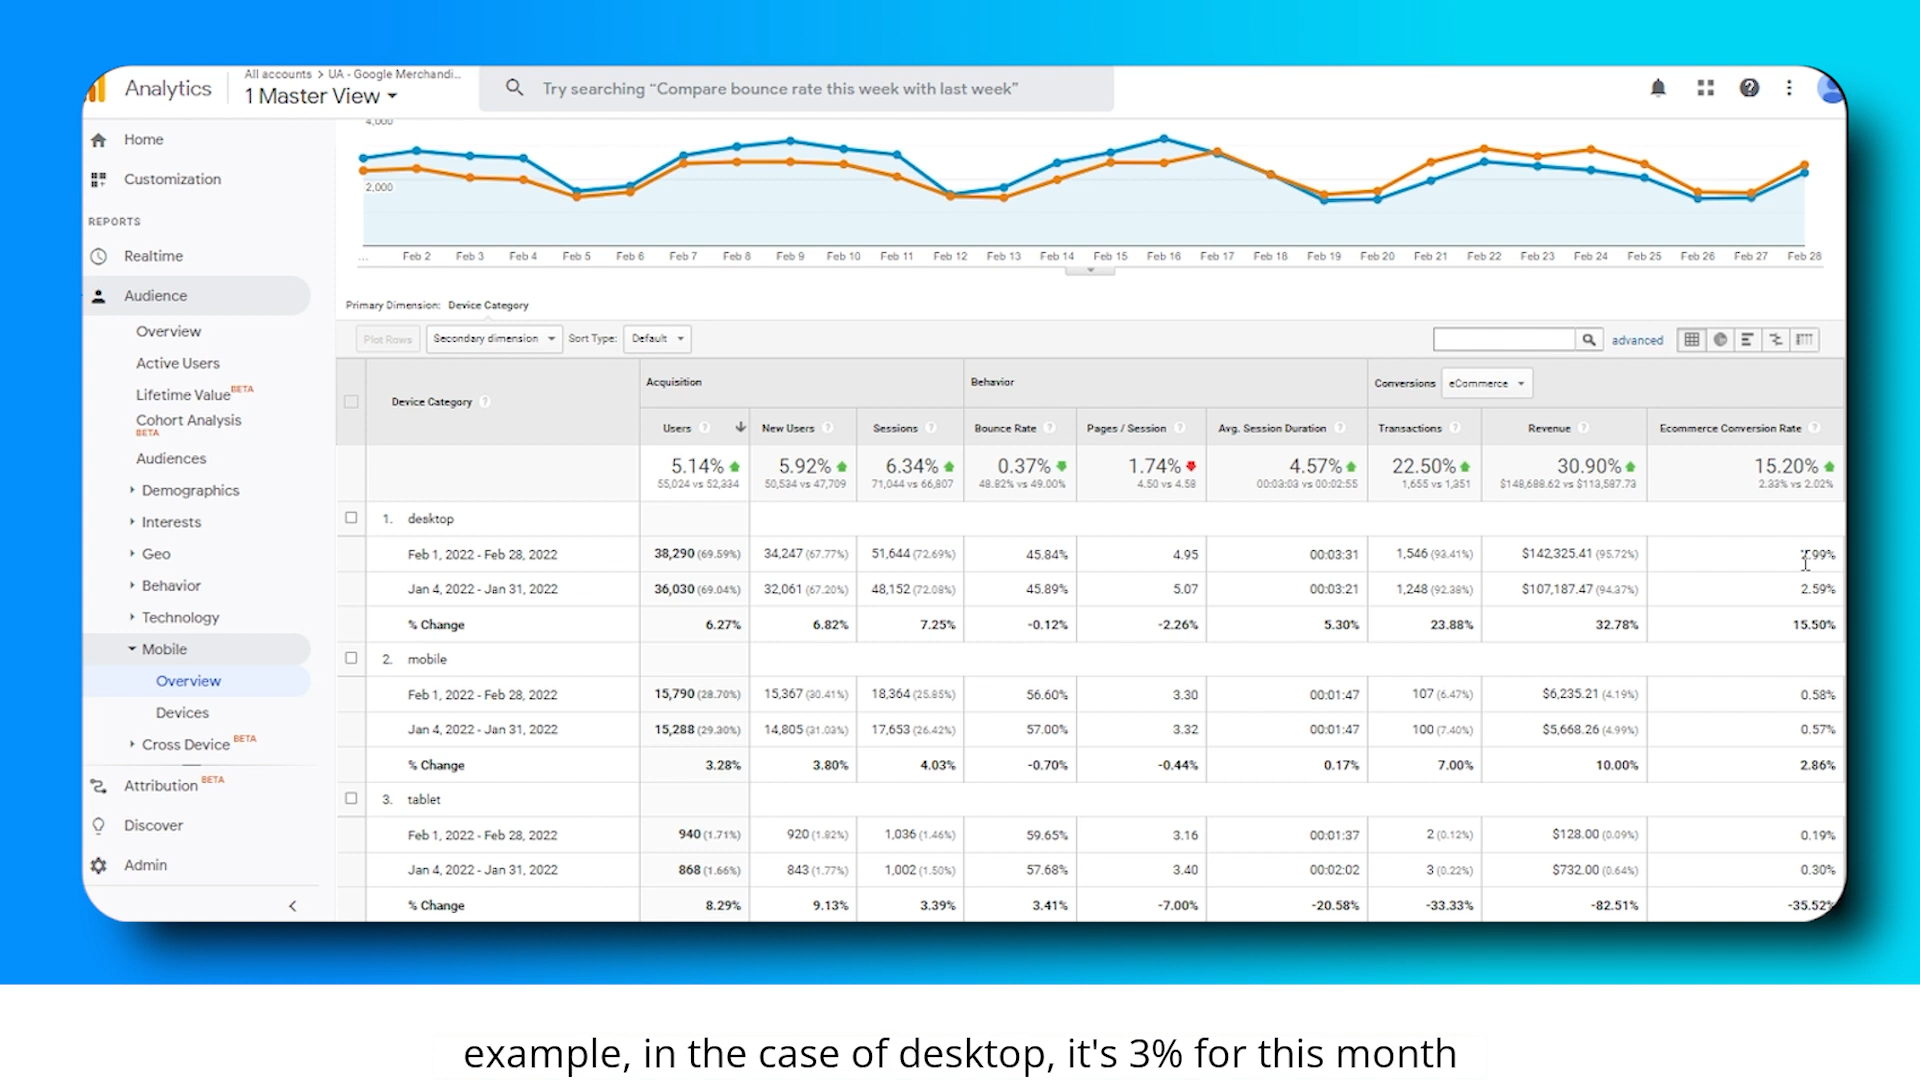 Analytics
All accounts > UA - Google Merchandi...
1 Master View
Try searching “Compare bounce rate this week with last week”
Home
Customization
REPORTS
Realtime
Audience
Overview
Active Users
Lifetime Value BETA
Cohort Analysis
BETA
Audiences
Demographics
Interests
Geo
Behavior
Technology
Mobile
Overview
Devices
Cross Device BETA
Attribution BETA
Discover
Admin
4,000
2,000
... Feb 2 Feb 3 Feb 4 Feb 5 Feb 6 Feb 7 Feb 8 Feb 9 Feb 10 Feb 11 Feb 12 Feb 13 Feb 14 Feb 15 Feb 16 Feb 17 Feb 18 Feb 19 Feb 20 Feb 21 Feb 22 Feb 23 Feb 24 Feb 25 Feb 26 Feb 27 Feb 28
Primary Dimension: Device Category
Plot Rows Secondary dimension Sort Type: Default advanced
Device Category Acquisition Behavior Conversions eCommerce
Users New Users Sessions Bounce Rate Pages / Session Avg. Session Duration Transactions Revenue Ecommerce Conversion Rate
5.14% 5.92% 6.34% 0.37% 1.74% 4.57% 22.50% 30.90% 15.20%
55,024 vs 52,334 50,534 vs 47,709 71,044 vs 66,807 48.82% vs 49.00% 4.50 vs 4.58 00:03:03 vs 00:02:55 1,655 vs 1,351 $148,688.62 vs $113,587.73 2.33% vs 2.02%
1. desktop
Feb 1, 2022 - Feb 28, 2022 38,290 (69.59%) 34,247 (67.77%) 51,644 (72.69%) 45.84% 4.95 00:03:31 1,546 (93.41%) $142,325.41 (95.72%)
Jan 4, 2022 - Jan 31, 2022 36,030 (69.04%) 32,061 (67.20%) 48,152 (72.08%) 45.89% 5.07 00:03:21 1,248 (92.38%) $107,187.47 (94.37%) 2.59%
% Change 6.27% 6.82% 7.25% -0.12% -2.26% 5.30% 23.88% 32.78% 15.50%
2. mobile
Feb 1, 2022 - Feb 28, 2022 15,790 (28.70%) 15,367 (30.41%) 18,364 (25.85%) 56.60% 3.30 00:01:47 107 (6.47%) $6,235.21 (4.19%) 0.58%
Jan 4, 2022 - Jan 31, 2022 15,288 (29.30%) 14,805 (31.03%) 17,653 (26.42%) 57.00% 3.32 00:01:47 100 (7.40%) $5,668.26 (4.99%) 0.57%
% Change 3.28% 3.80% 4.03% -0.70% -0.44% 0.17% 7.00% 10.00% 2.86%
3. tablet
Feb 1, 2022 - Feb 28, 2022 940 (1.71%) 920 (1.82%) 1,036 (1.46%) 59.65% 3.16 00:01:37 2 (0.12%) $128.00 (0.09%) 0.19%
Jan 4, 2022 - Jan 31, 2022 868 (1.66%) 843 (1.77%) 1,002 (1.50%) 57.68% 3.40 00:02:02 3 (0.22%) $732.00 (0.64%) 0.30%
% Change 8.29% 9.13% 3.39% 3.41% -7.00% -20.58% -33.33% -82.51% -35.52%
example, in the case of desktop, it's 3% for this month